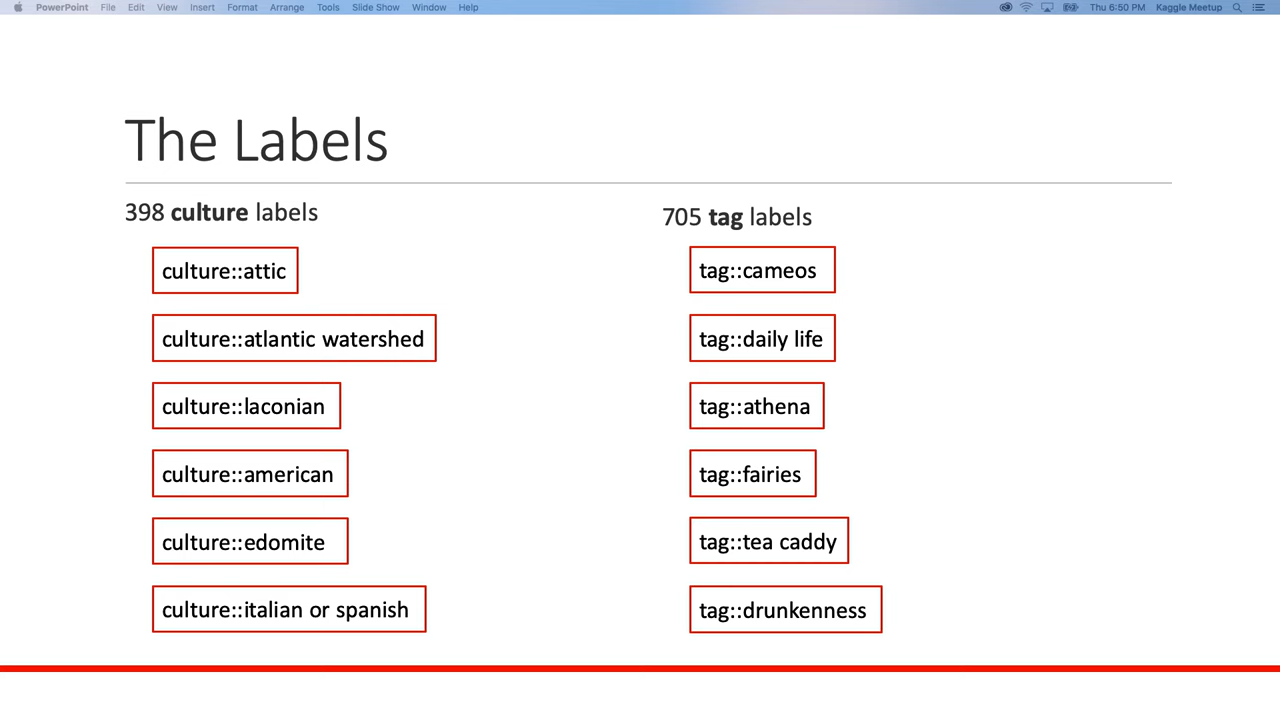 PowerPoint File Edit View Insert Format Arrange Tools Slide Show Window Help Thu 6:50 PM Kaggle Meetup
The Labels
398 culture labels
culture::attic
culture::atlantic watershed
culture::laconian
culture::american
culture::edomite
culture::italian or spanish
705 tag labels
tag::cameos
tag::daily life
tag::athena
tag::fairies
tag::tea caddy
tag::drunkenness